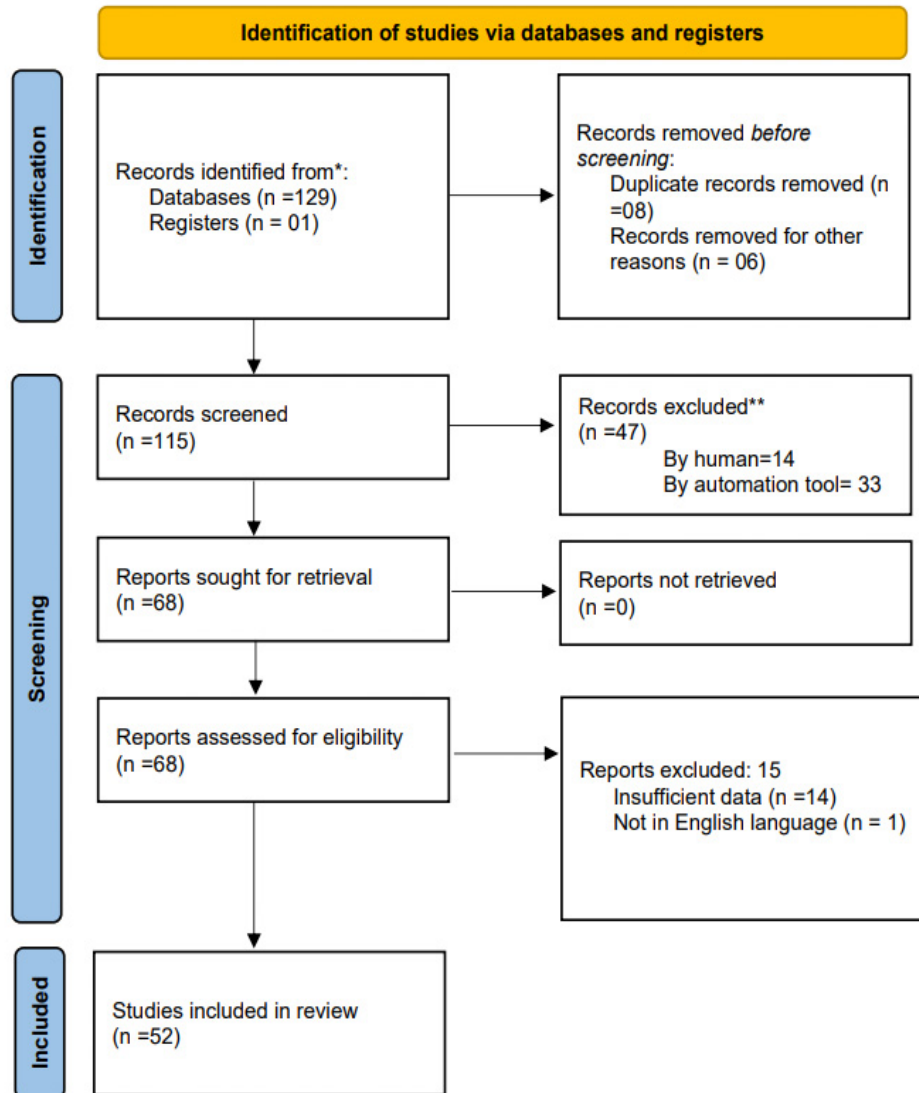 Identification of studies via databases and registers
Identification
Records identified from*:
Databases (n =129)
Registers (n = 01)
Records removed before
screening:
Duplicate records removed (n
=08)
Records removed for other
reasons (n = 06)
Screening
Records screened
(n =115)
Records excluded**
(n =47)
By human=14
By automation tool= 33
Reports sought for retrieval
(n =68)
Reports not retrieved
(n =0)
Reports assessed for eligibility
(n =68)
Reports excluded: 15
Insufficient data (n =14)
Not in English language (n = 1)
Included
Studies included in review
(n =52)